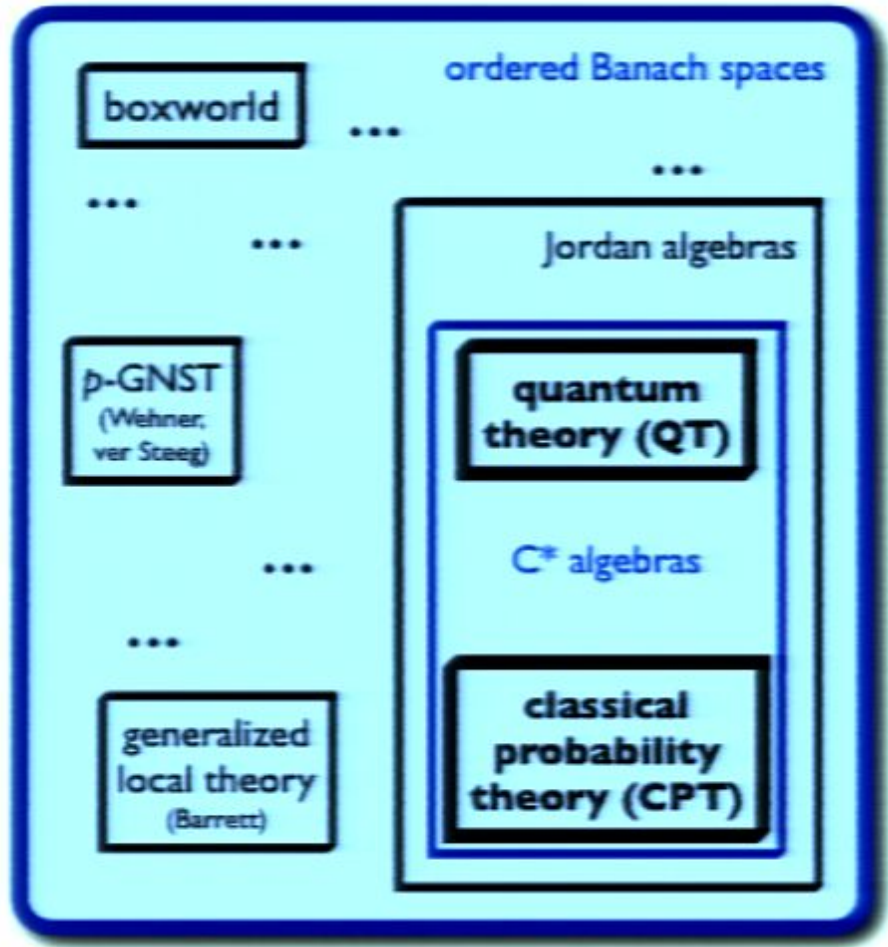 ordered Banach spaces
boxworld
...
...
...
...
Jordan algebras
p-GNST
(Wehner,
ver Steeg)
quantum
theory (QT)
...
C* algebras
...
generalized
local theory
(Barrett)
classical
probability
theory (CPT)